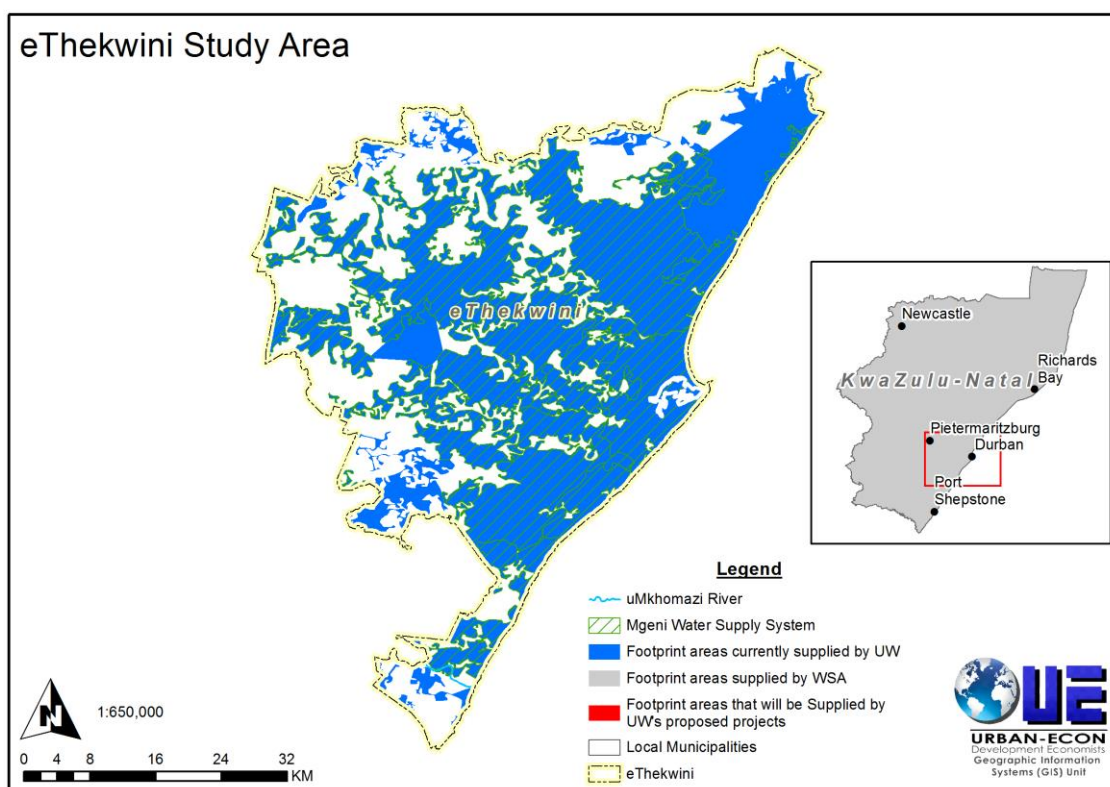 eThekwini Study Area
eThekwini
Newcastle
KwaZulu-Natal
Richards
Bay
Pietermaritzburg
Durban
Port
Shepstone
Legend
uMkhomazi River
Mgeni Water Supply System
Footprint areas currently supplied by UW
Footprint areas supplied by WSA
Footprint areas that will be Supplied by
UW's proposed projects
Local Municipalities
eThekwini
N
1:650,000
0 4 8 16 24 32
KM
UE
URBAN-ECON
Development Economists
Geographic Information
Systems (GIS) Unit